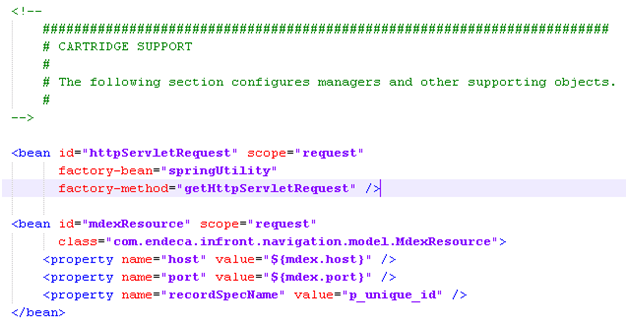 <!--
########################################################################
# CARTRIDGE SUPPORT
#
# The following section configures managers and other supporting objects.
#
-->
<bean id="httpServletRequest" scope="request"
factory-bean="springUtility"
factory-method="getHttpServletRequest" />
<bean id="mdexResource" scope="request"
class="com.endeca.infront.navigation.model.MdexResource">
<property name="host" value="${mdex.host}" />
<property name="port" value="${mdex.port}" />
<property name="recordSpecName" value="p_unique_id" />
</bean>